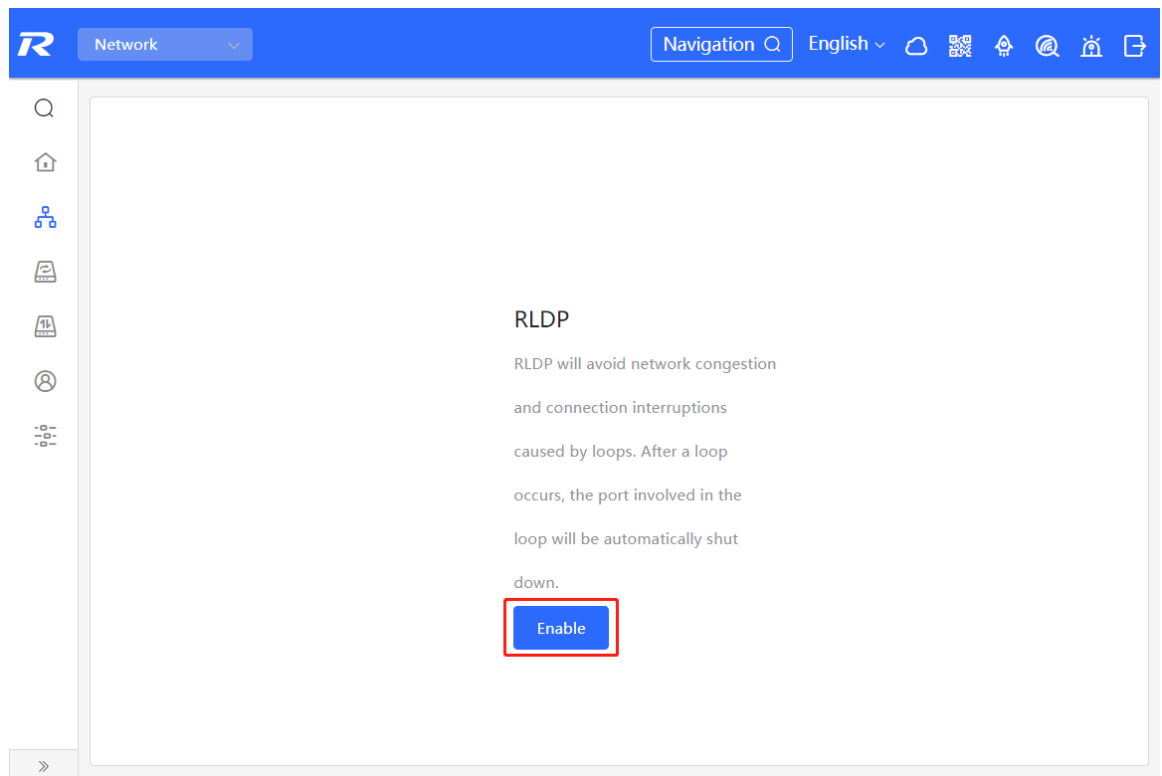 R
Network
Navigation
English
RLDP
RLDP will avoid network congestion
and connection interruptions
caused by loops. After a loop
occurs, the port involved in the
loop will be automatically shut
down.
Enable